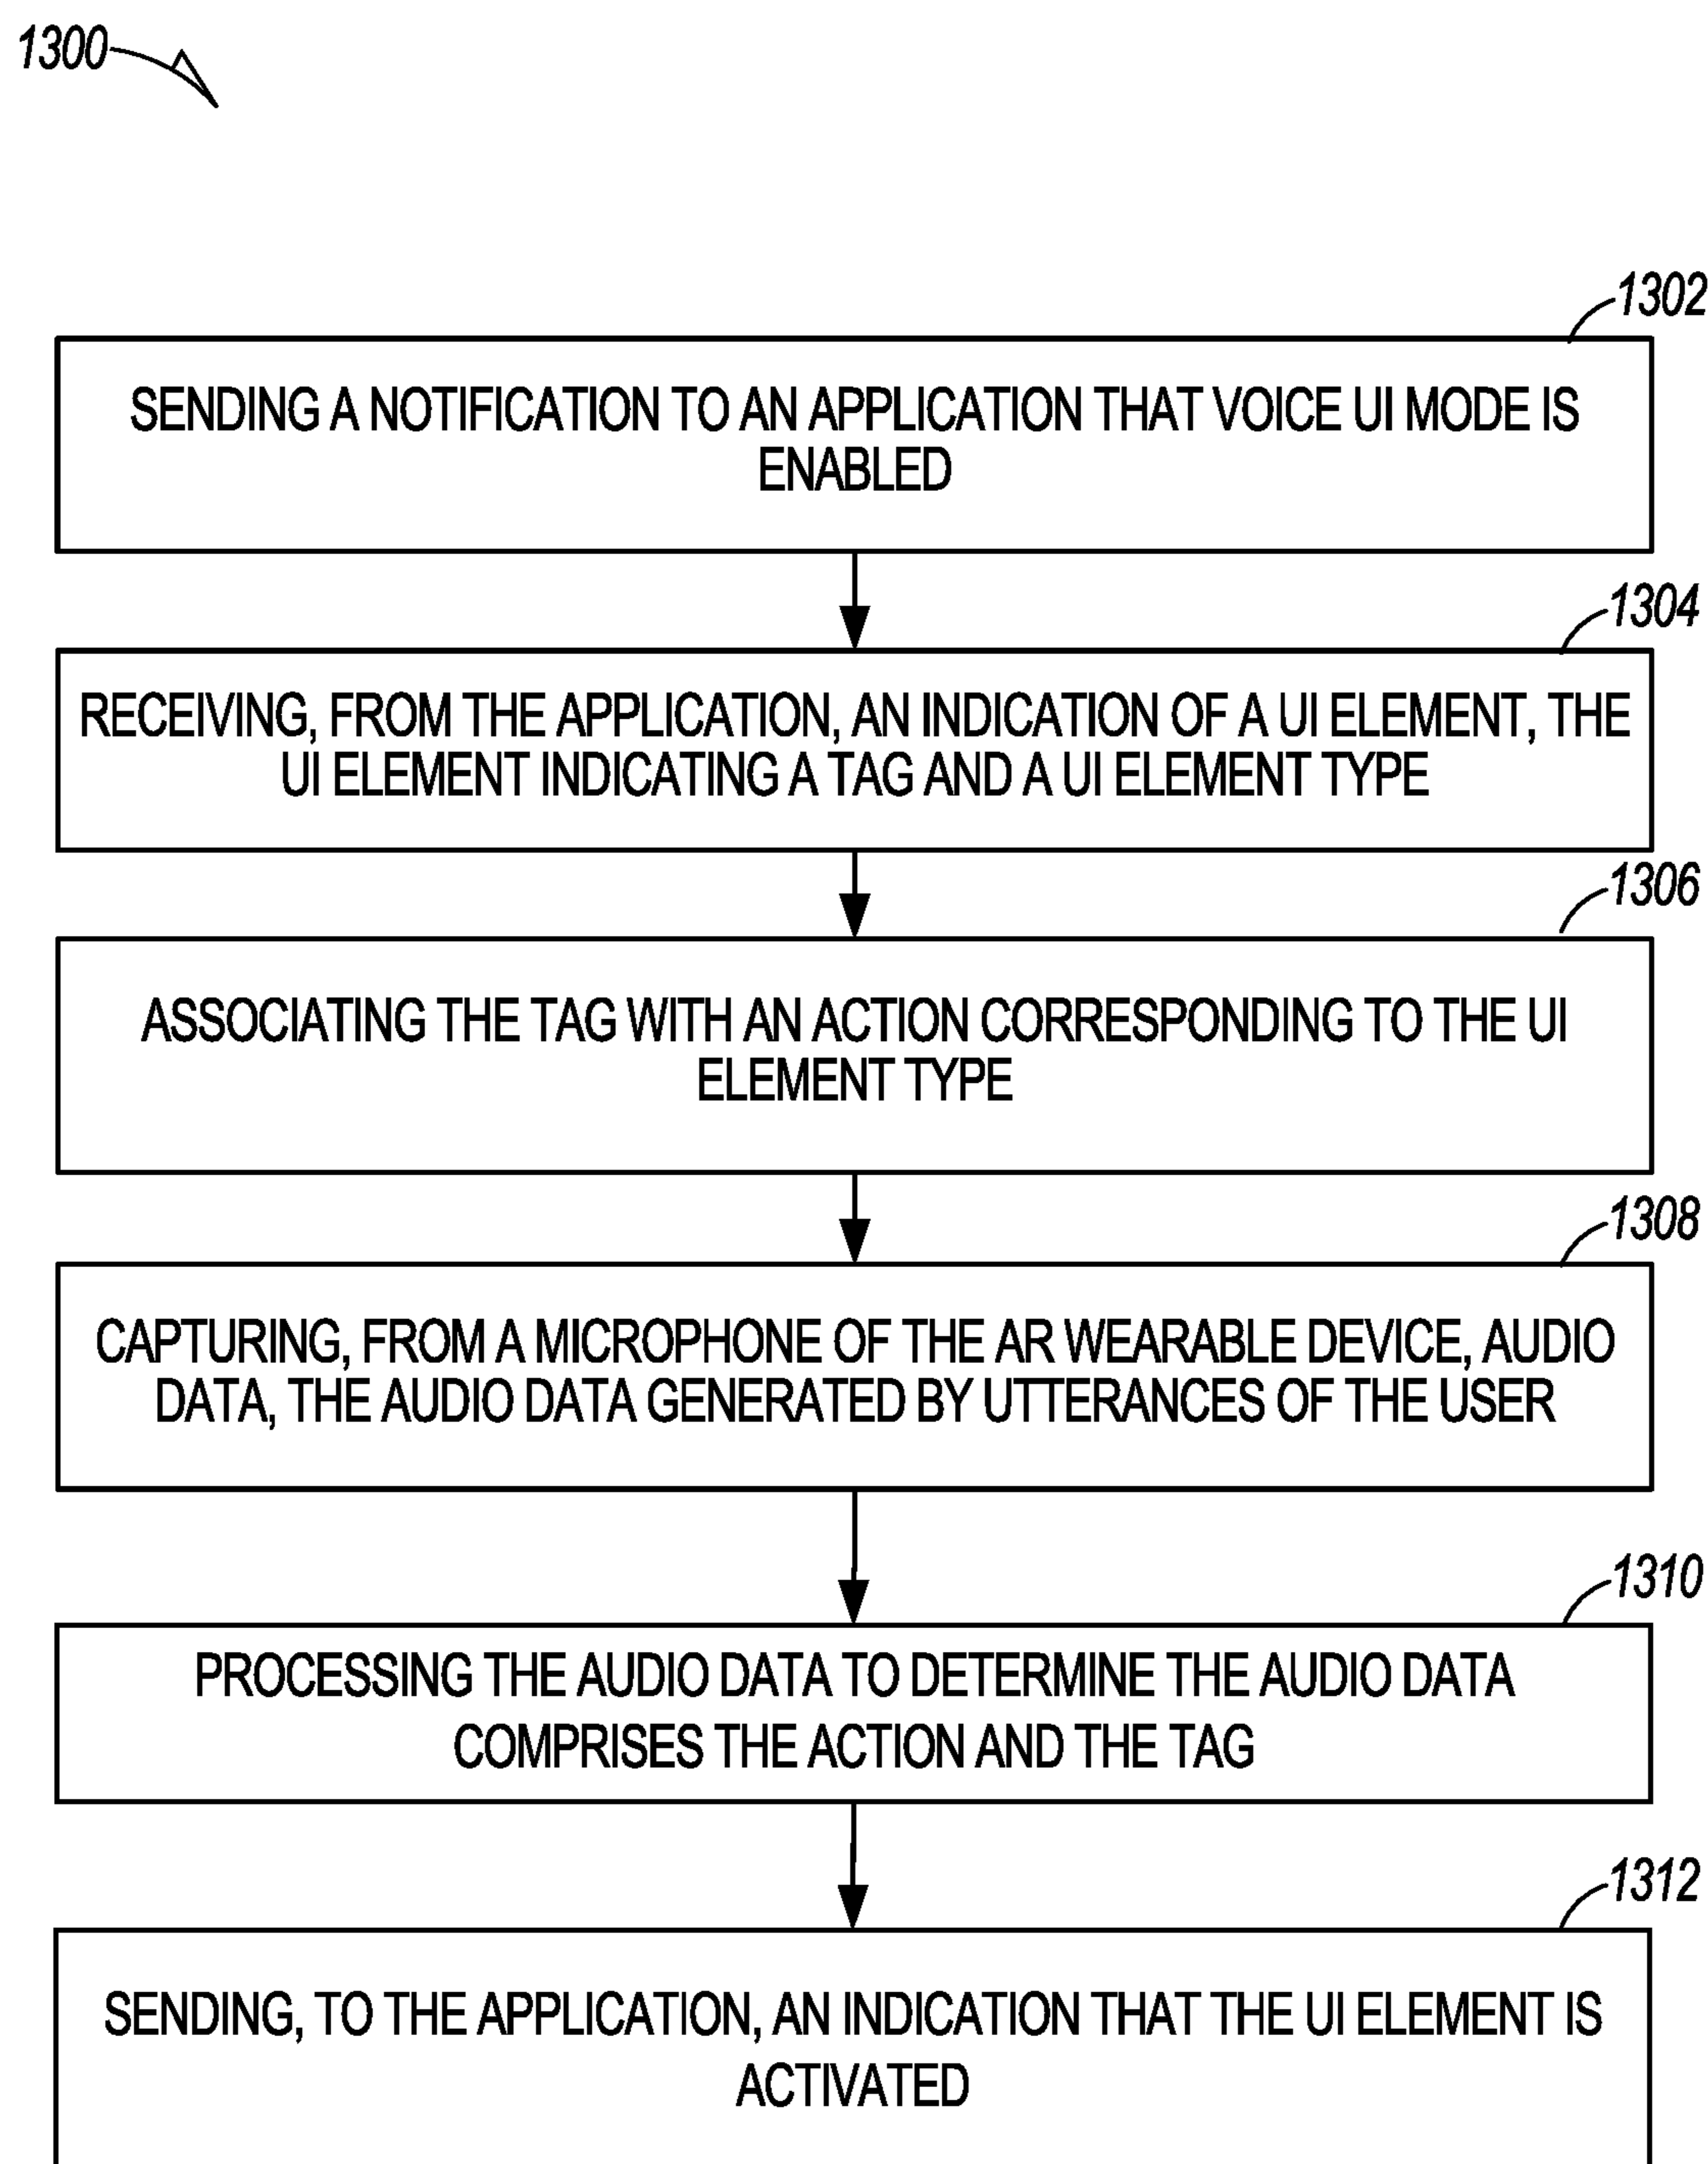 1300
1302
SENDING A NOTIFICATION TO AN APPLICATION THAT VOICE UI MODE IS
ENABLED
1304
RECEIVING, FROM THE APPLICATION, AN INDICATION OF A UI ELEMENT, THE
UI ELEMENT INDICATING A TAG AND A UI ELEMENT TYPE
1306
ASSOCIATING THE TAG WITH AN ACTION CORRESPONDING TO THE UI
ELEMENT TYPE
1308
CAPTURING, FROM A MICROPHONE OF THE AR WEARABLE DEVICE, AUDIO
DATA, THE AUDIO DATA GENERATED BY UTTERANCES OF THE USER
1310
PROCESSING THE AUDIO DATA TO DETERMINE THE AUDIO DATA
COMPRISES THE ACTION AND THE TAG
1312
SENDING, TO THE APPLICATION, AN INDICATION THAT THE UI ELEMENT IS
ACTIVATED